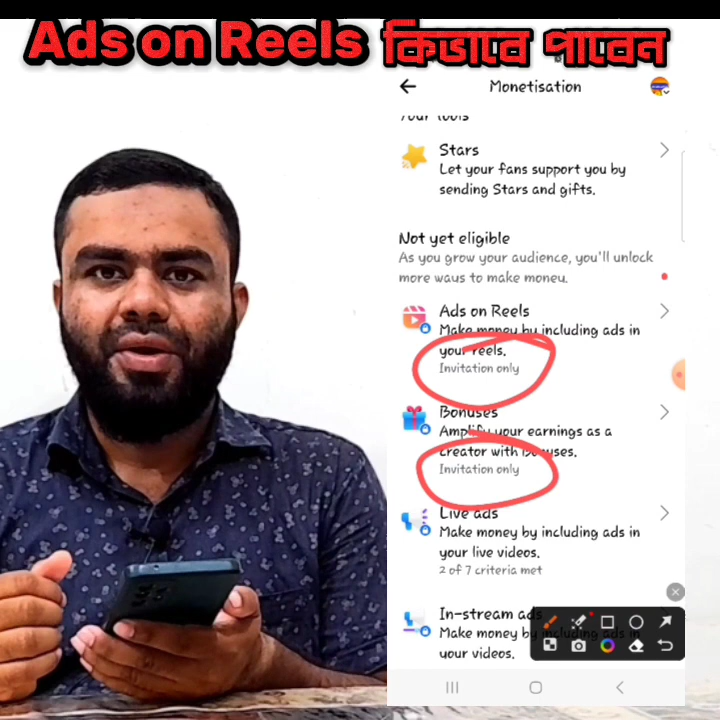 Ads on Reels কিভাবে পাবেন
Monetisation
Your tools
Stars
Let your fans support you by
sending Stars and gifts.
Not yet eligible
As you grow your audience, you'll unlock
more ways to make money.
Ads on Reels
Make money by including ads in
your reels.
Invitation only
Bonuses
Amplify your earnings as a
creator with bonuses.
Invitation only
Live ads
Make money by including ads in
your live videos.
2 of 7 criteria met
In-stream ads
Make money by including ads in
your videos.